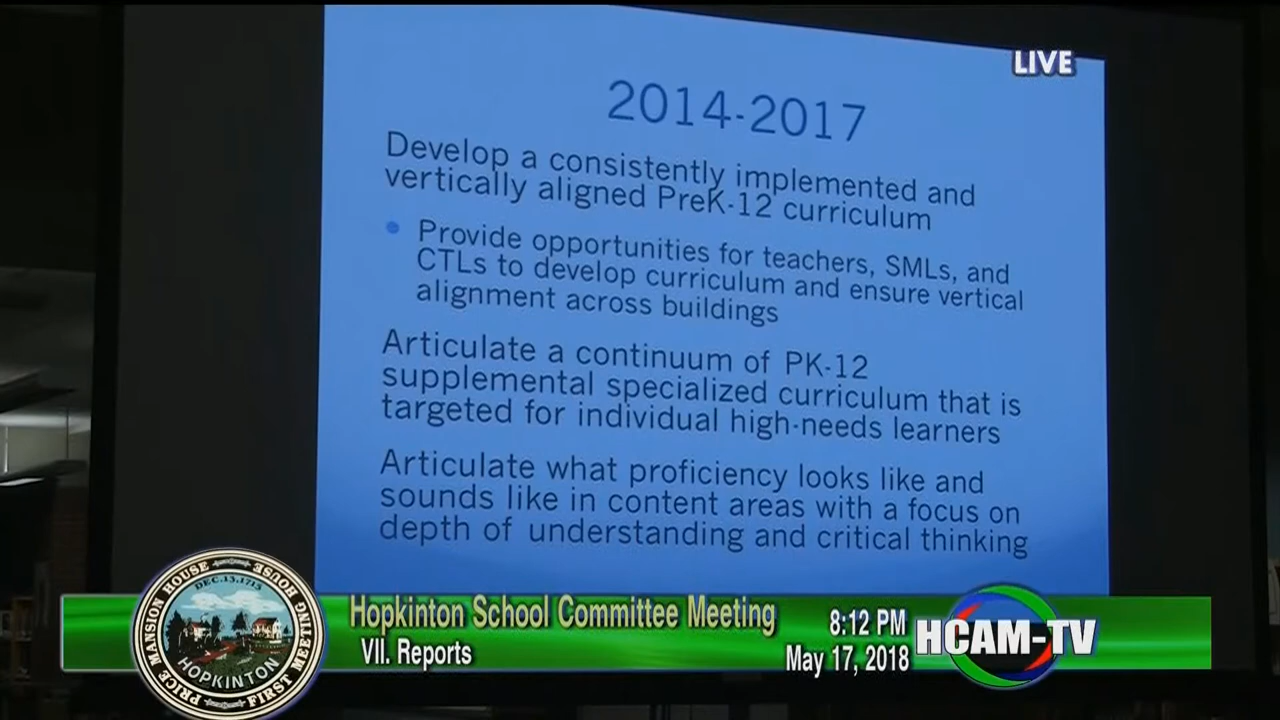 LIVE
2014-2017
Develop a consistently implemented and
vertically aligned PreK-12 curriculum
• Provide opportunities for teachers, SMLs, and
CTLs to develop curriculum and ensure vertical
alignment across buildings
Articulate a continuum of PK-12
supplemental specialized curriculum that is
targeted for individual high-needs learners
Articulate what proficiency looks like and
sounds like in content areas with a focus on
depth of understanding and critical thinking
PRICE MANSION HOUSE
FIRST MEETING HOUSE
DEC.13.1715
HOPKINTON
Hopkinton School Committee Meeting
VII. Reports
8:12 PM
May 17, 2018
HCAM-TV